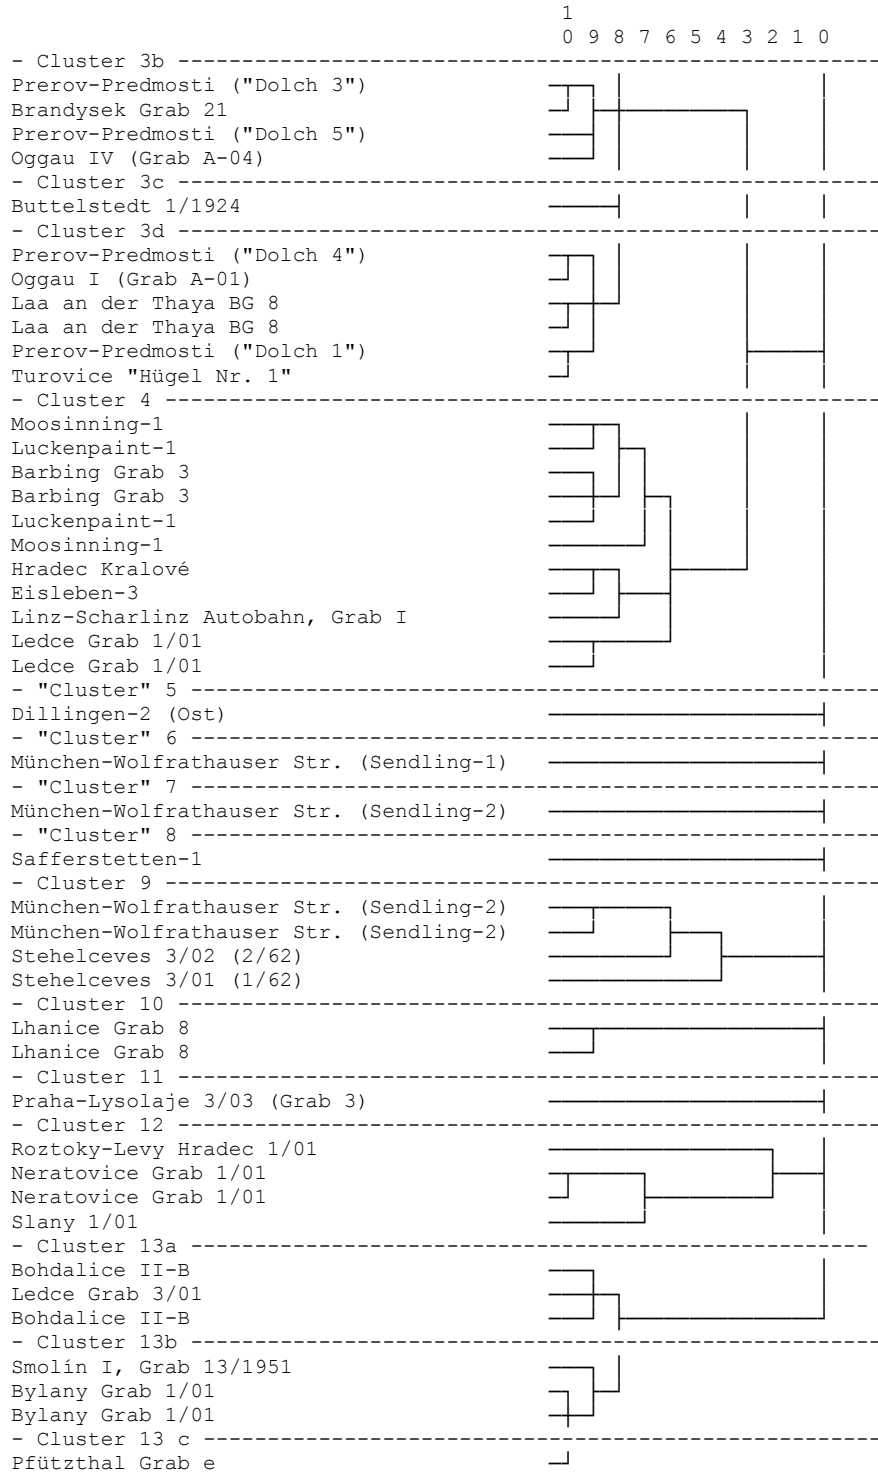 1
0 9 8 7 6 5 4 3 2 1 0
- Cluster 3b -------------------------------------------------------
Prerov-Predmosti ("Dolch 3")
Brandysek Grab 21
Prerov-Predmosti ("Dolch 5")
Oggau IV (Grab A-04)
- Cluster 3c -------------------------------------------------------
Buttelstedt 1/1924
- Cluster 3d -------------------------------------------------------
Prerov-Predmosti ("Dolch 4")
Oggau I (Grab A-01)
Laa an der Thaya BG 8
Laa an der Thaya BG 8
Prerov-Predmosti ("Dolch 1")
Turovice "Hügel Nr. 1"
- Cluster 4 --------------------------------------------------------
Moosinning-1
Luckenpaint-1
Barbing Grab 3
Barbing Grab 3
Luckenpaint-1
Moosinning-1
Hradec Kralové
Eisleben-3
Linz-Scharlinz Autobahn, Grab I
Ledce Grab 1/01
Ledce Grab 1/01
- "Cluster" 5 ------------------------------------------------------
Dillingen-2 (Ost)
- "Cluster" 6 ------------------------------------------------------
München-Wolfrathauser Str. (Sendling-1)
- "Cluster" 7 ------------------------------------------------------
München-Wolfrathauser Str. (Sendling-2)
- "Cluster" 8 ------------------------------------------------------
Safferstetten-1
- Cluster 9 --------------------------------------------------------
München-Wolfrathauser Str. (Sendling-2)
München-Wolfrathauser Str. (Sendling-2)
Stehelceves 3/02 (2/62)
Stehelceves 3/01 (1/62)
- Cluster 10 -------------------------------------------------------
Lhanice Grab 8
Lhanice Grab 8
- Cluster 11 -------------------------------------------------------
Praha-Lysolaje 3/03 (Grab 3)
- Cluster 12 -------------------------------------------------------
Roztoky-Levy Hradec 1/01
Neratovice Grab 1/01
Neratovice Grab 1/01
Slany 1/01
- Cluster 13a -----------------------------------------------------
Bohdalice II-B
Ledce Grab 3/01
Bohdalice II-B
- Cluster 13b ------------------------------------------------------
Smolín I, Grab 13/1951
Bylany Grab 1/01
Bylany Grab 1/01
- Cluster 13 c -----------------------------------------------------
Pfützthal Grab e